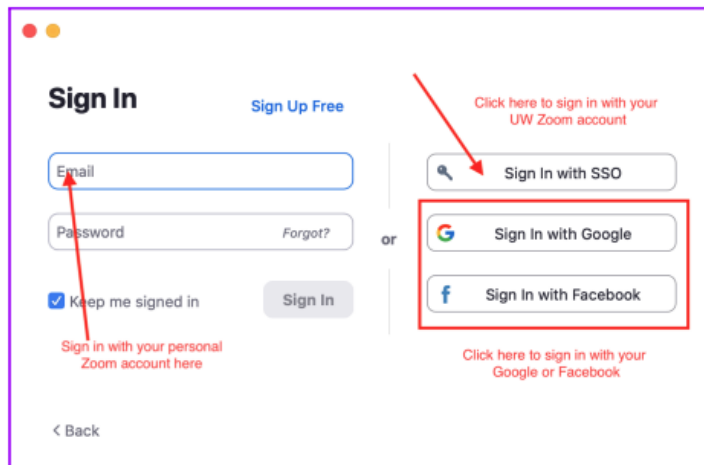 Sign In
Sign Up Free
Email
Password
Forgot?
Keep me signed in
Sign In
Sign in with your personal
Zoom account here
< Back
or
Click here to sign in with your
UW Zoom account
Sign In with SSO
G
Sign In with Google
f
Sign In with Facebook
Click here to sign in with your
Google or Facebook